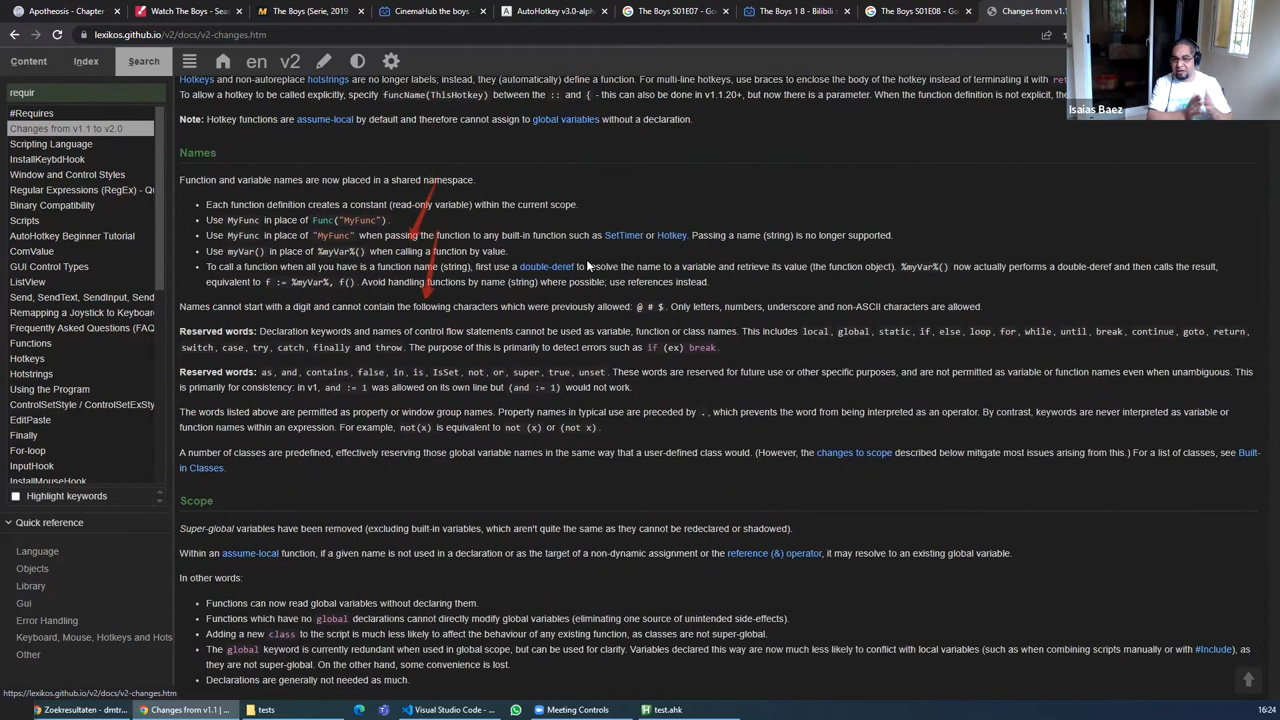 Apotheosis - Chapter
Watch The Boys - Seas
The Boys (Serie, 2019
CinemaHub the boys -
AutoHotkey v3.0-alph
The Boys S01E07 - Go
The Boys 1 8 - Bilibili
The Boys S01E08 - Go
Changes from v1.1
lexikos.github.io/v2/docs/v2-changes.htm
Content Index Search
en v2
requir
#Requires
Changes from v1.1 to v2.0
Scripting Language
InstallKeybdHook
Window and Control Styles
Regular Expressions (RegEx) - Qu
Binary Compatibility
Scripts
AutoHotkey Beginner Tutorial
ComValue
GUI Control Types
ListView
Send, SendText, SendInput, SendP
Remapping a Joystick to Keyboard
Frequently Asked Questions (FAQ)
Functions
Hotkeys
Hotstrings
Using the Program
ControlSetStyle / ControlSetExSty
EditPaste
Finally
For-loop
InputHook
InstallMouseHook
Highlight keywords
Quick reference
Language
Objects
Library
Gui
Error Handling
Keyboard, Mouse, Hotkeys and Hots
Other
Hotkeys and non-autoreplace hotstrings are no longer labels, instead, they (automatically) define a function. For multi-line hotkeys, use braces to enclose the body of the hotkey instead of terminating it with
To allow a hotkey to be called explicitly, specify funcName(ThisHotkey) between the :: and { - this can also be done in v1.1.20+, but now there is a parameter. When the function definition is not explicit, the
Note: Hotkey functions are assume-local by default and therefore cannot assign to global variables without a declaration.
Names
Function and variable names are now placed in a shared namespace.
• Each function definition creates a constant (read-only variable) within the current scope.
• Use MyFunc in place of Func("MyFunc").
• Use MyFunc in place of "MyFunc" when passing the function to any built-in function such as SetTimer or Hotkey. Passing a name (string) is no longer supported.
• Use myVar() in place of %myVar%() when calling a function by value.
• To call a function when all you have is a function name (string), first use a double-deref to resolve the name to a variable and retrieve its value (the function object). %myVar%() now actually performs a double-deref and then calls the result,
equivalent to f := %myVar%, f(). Avoid handling functions by name (string) where possible; use references instead.
Names cannot start with a digit and cannot contain the following characters which were previously allowed: @ # $. Only letters, numbers, underscore and non-ASCII characters are allowed.
Reserved words: Declaration keywords and names of control flow statements cannot be used as variable, function or class names. This includes local, global, static, if, else, loop, for, while, until, break, continue, goto, return,
switch, case, try, catch, finally and throw. The purpose of this is primarily to detect errors such as if (ex) break.
Reserved words: as, and, contains, false, in, is, IsSet, not, or, super, true, unset. These words are reserved for future use or other specific purposes, and are not permitted as variable or function names even when unambiguous. This
is primarily for consistency: in v1, and := 1 was allowed on its own line but (and := 1) would not work.
The words listed above are permitted as property or window group names. Property names in typical use are preceded by ., which prevents the word from being interpreted as an operator. By contrast, keywords are never interpreted as variable or
function names within an expression. For example, not(x) is equivalent to not (x) or (not x).
A number of classes are predefined, effectively reserving those global variable names in the same way that a user-defined class would. (However, the changes to scope described below mitigate most issues arising from this.) For a list of classes, see Built-
in Classes.
Scope
Super-global variables have been removed (excluding built-in variables, which aren't quite the same as they cannot be redeclared or shadowed).
Within an assume-local function, if a given name is not used in a declaration or as the target of a non-dynamic assignment or the reference (&) operator, it may resolve to an existing global variable.
In other words:
• Functions can now read global variables without declaring them.
• Functions which have no global declarations cannot directly modify global variables (eliminating one source of unintended side-effects).
• Adding a new class to the script is much less likely to affect the behaviour of any existing function, as classes are not super-global.
• The global keyword is currently redundant when used in global scope, but can be used for clarity. Variables declared this way are now much less likely to conflict with local variables (such as when combining scripts manually or with #Include), as
they are not super-global. On the other hand, some convenience is lost.
• Declarations are generally not needed as much.
Isaias Baez
https://lexikos.github.io/v2/docs/v2-changes.htm
Zoekresultaten - dmtr...
Changes from v1.1 | ...
tests
Visual Studio Code - ...
Meeting Controls
test.ahk
16:24